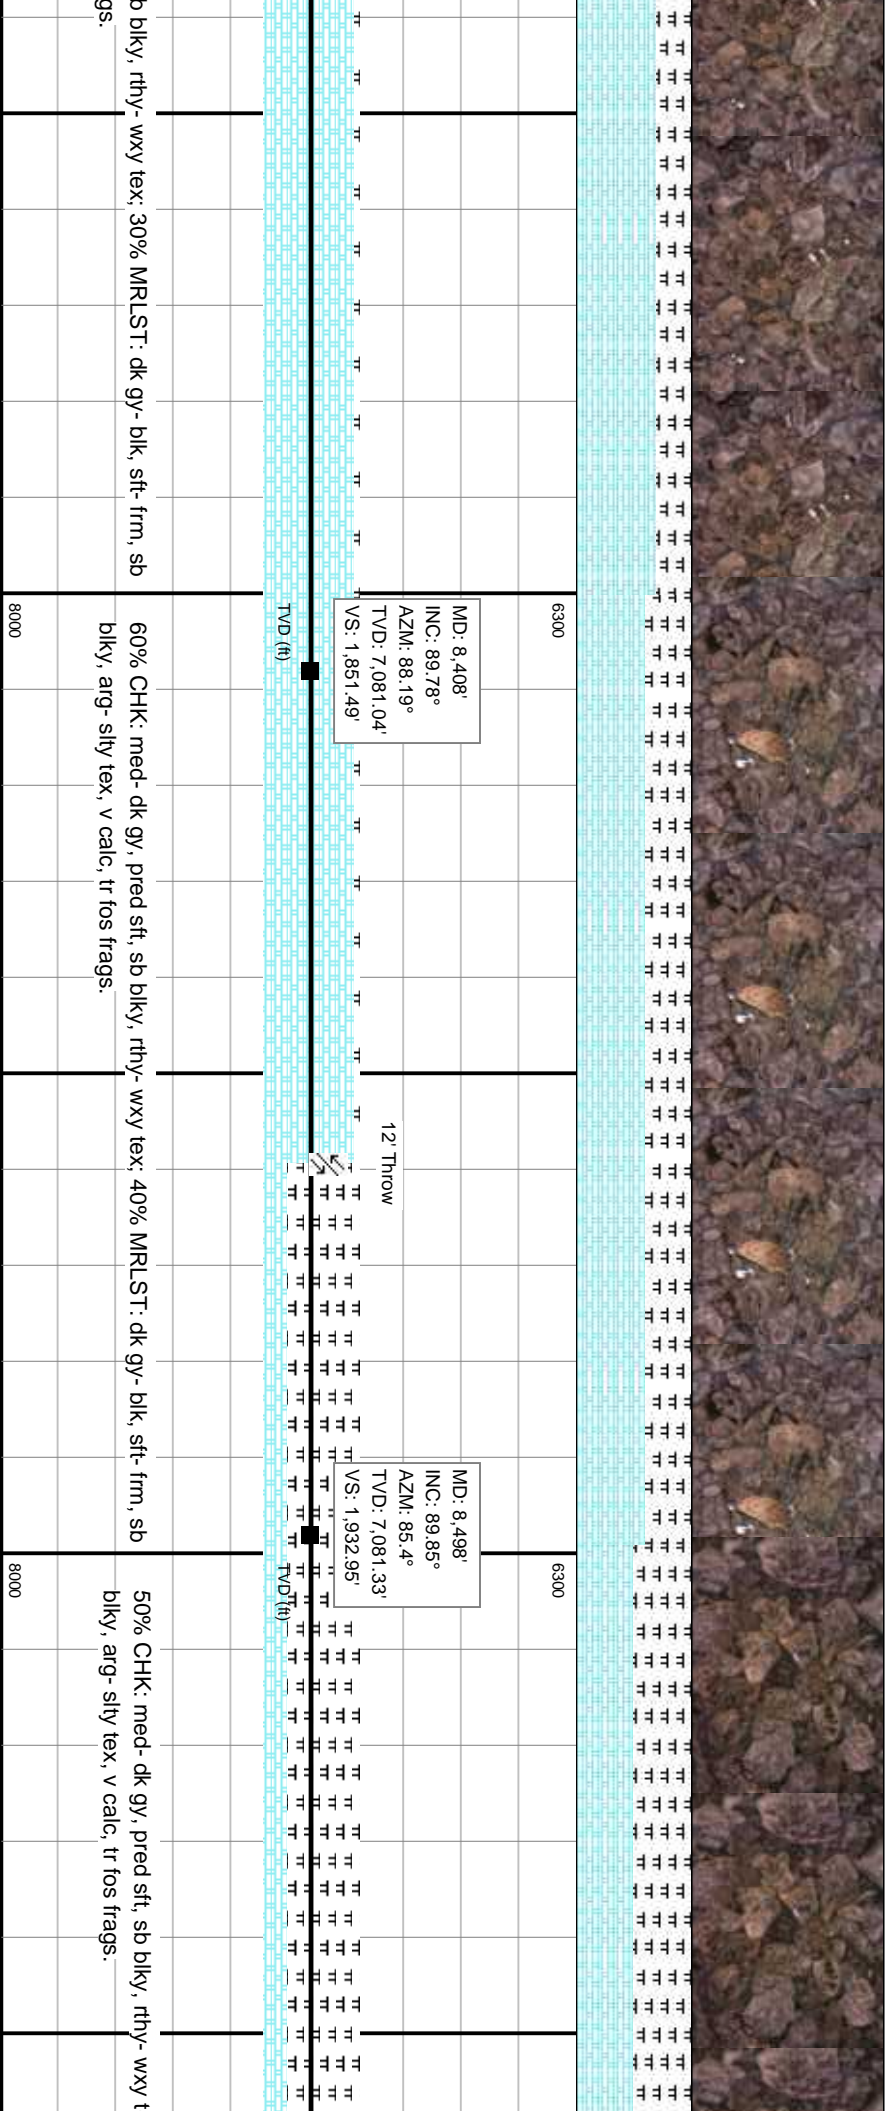 b blky, rthy- wxy tex; 30% MRLST: dk gy- blk, sft- frm, sb
gs.
6300
MD: 8,408'
INC: 89.78°
AZM: 88.19°
TVD: 7,081.04'
VS: 1,851.49'
TVD (ft)
60% CHK: med- dk gy, pred sft, sb blky, rthy- wxy tex; 40% MRLST: dk gy- blk, sft- frm, sb
blky, arg- slty tex, v calc, tr fos frags.
8000
12' Throw
6300
MD: 8,498'
INC: 89.85°
AZM: 85.4°
TVD: 7,081.33'
VS: 1,932.95'
TVD (ft)
50% CHK: med- dk gy, pred sft, sb blky, rthy- wxy t
blky, arg- slty tex, v calc, tr fos frags.
8000